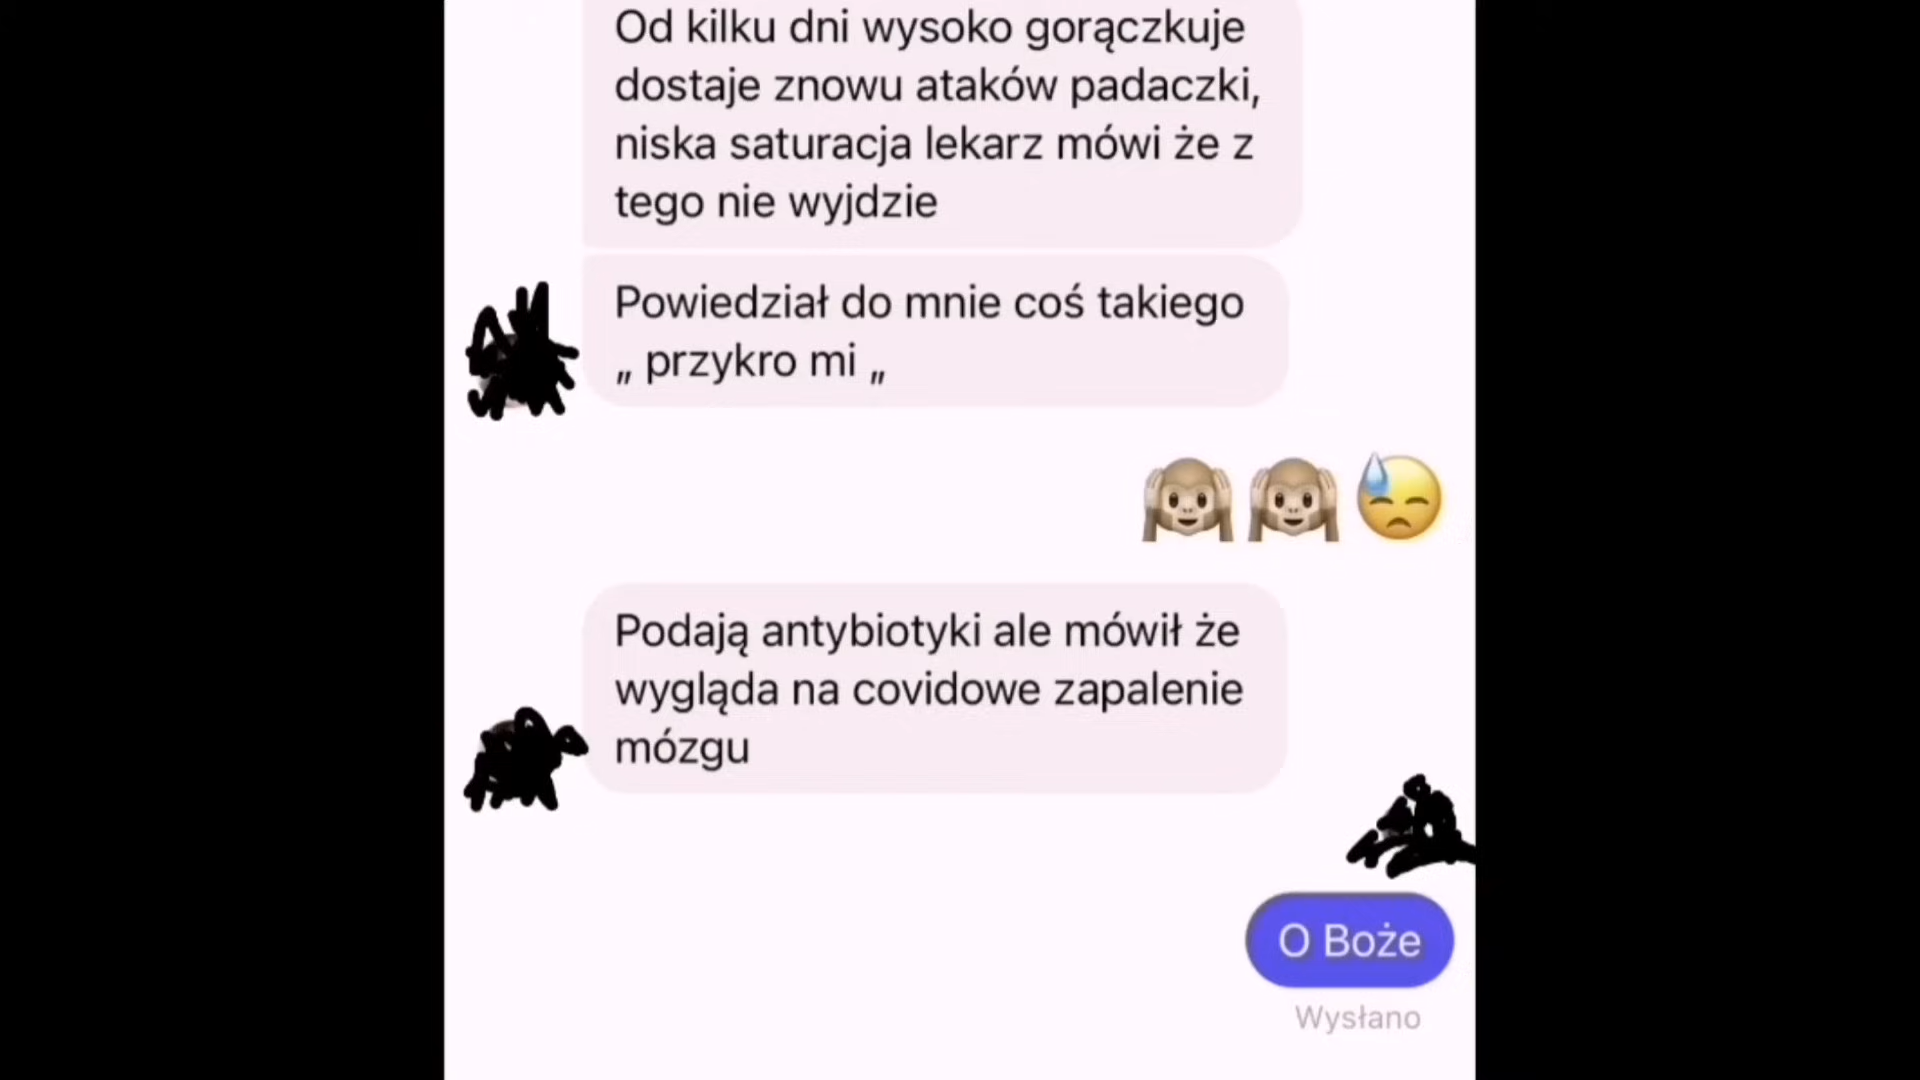 Od kilku dni wysoko gorączkuje
dostaje znowu ataków padaczki,
niska saturacja lekarz mówi że z
tego nie wyjdzie
Powiedział do mnie coś takiego
„ przykro mi „
🙉🙉😓
Podają antybiotyki ale mówił że
wygląda na covidowe zapalenie
mózgu
O Boże
Wysłano